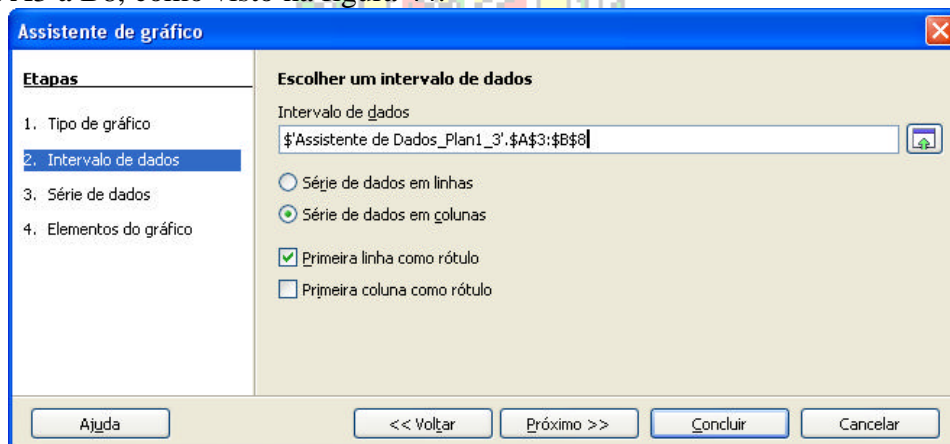 Assistente de gráfico
Etapas
1. Tipo de gráfico
2. Intervalo de dados
3. Série de dados
4. Elementos do gráfico
Escolher um intervalo de dados
Intervalo de dados
$'Assistente de Dados_Plan1_3'.$A$3:$B$8
Série de dados em linhas
Série de dados em colunas
Primeira linha como rótulo
Primeira coluna como rótulo
Ajuda
<< Voltar
Próximo >>
Concluir
Cancelar